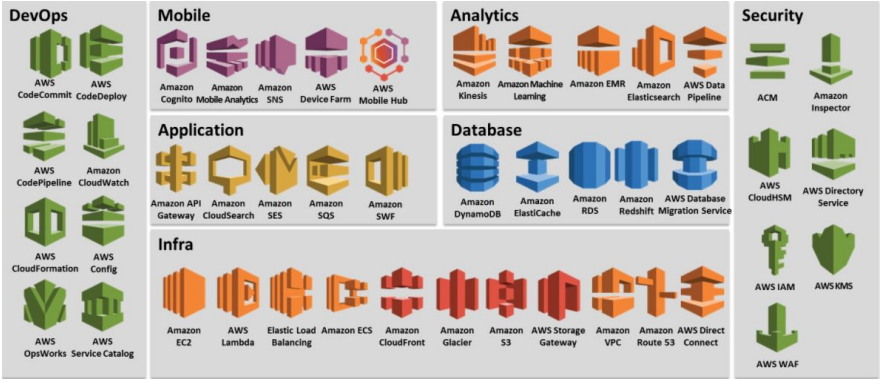 DevOps
AWS
CodeCommit
AWS
CodeDeploy
AWS
CodePipeline
Amazon
CloudWatch
AWS
CloudFormation
AWS
Config
AWS
OpsWorks
AWS
Service Catalog
Mobile
Amazon
Cognito
Amazon
Mobile Analytics
Amazon
SNS
AWS
Device Farm
AWS
Mobile Hub
Analytics
Amazon
Kinesis
Amazon Machine
Learning
Amazon EMR
Amazon
Elasticsearch
AWS Data
Pipeline
Application
Amazon API
Gateway
Amazon
CloudSearch
Amazon
SES
Amazon
SQS
Amazon
SWF
Database
Amazon
DynamoDB
Amazon
ElastiCache
Amazon
RDS
Amazon
Redshift
AWS Database
Migration Service
Infra
Amazon
EC2
AWS
Lambda
Elastic Load
Balancing
Amazon ECS
Amazon
CloudFront
Amazon
Glacier
Amazon
S3
AWS Storage
Gateway
Amazon
VPC
Amazon
Route 53
AWS Direct
Connect
Security
ACM
Amazon
Inspector
AWS
CloudHSM
AWS Directory
Service
AWS IAM
AWS KMS
AWS WAF